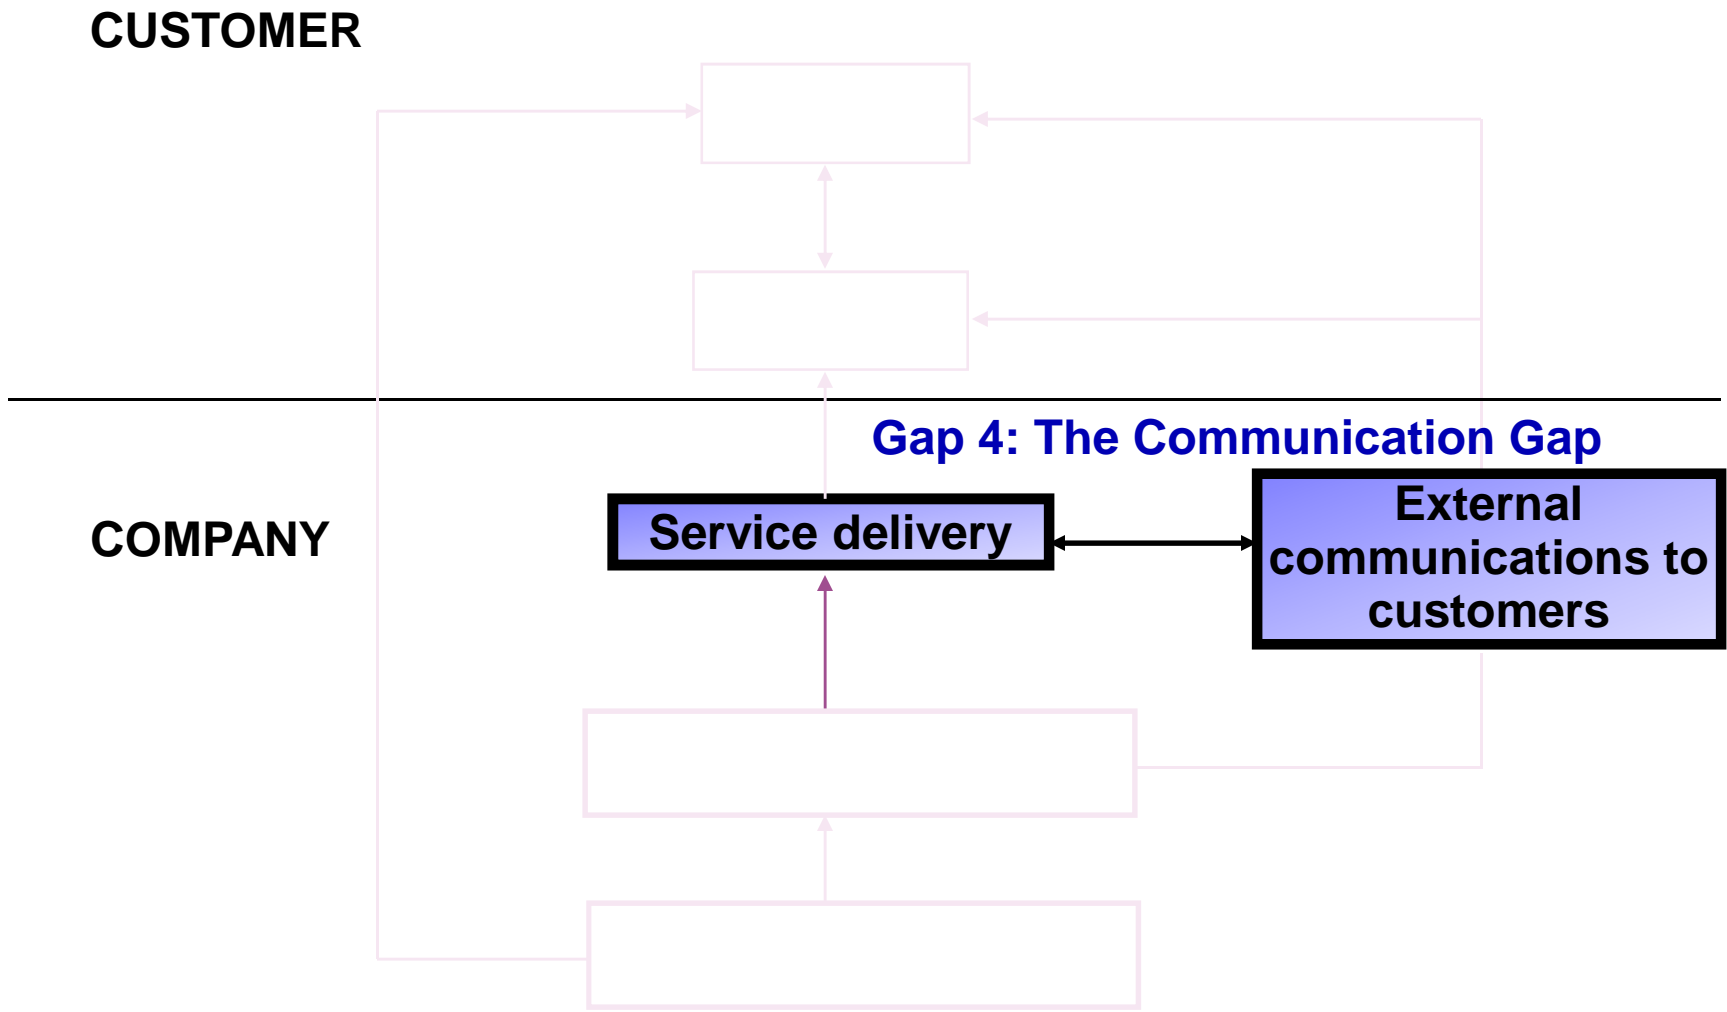 CUSTOMER
Gap 4: The Communication Gap
COMPANY
Service delivery
External
communications to
customers